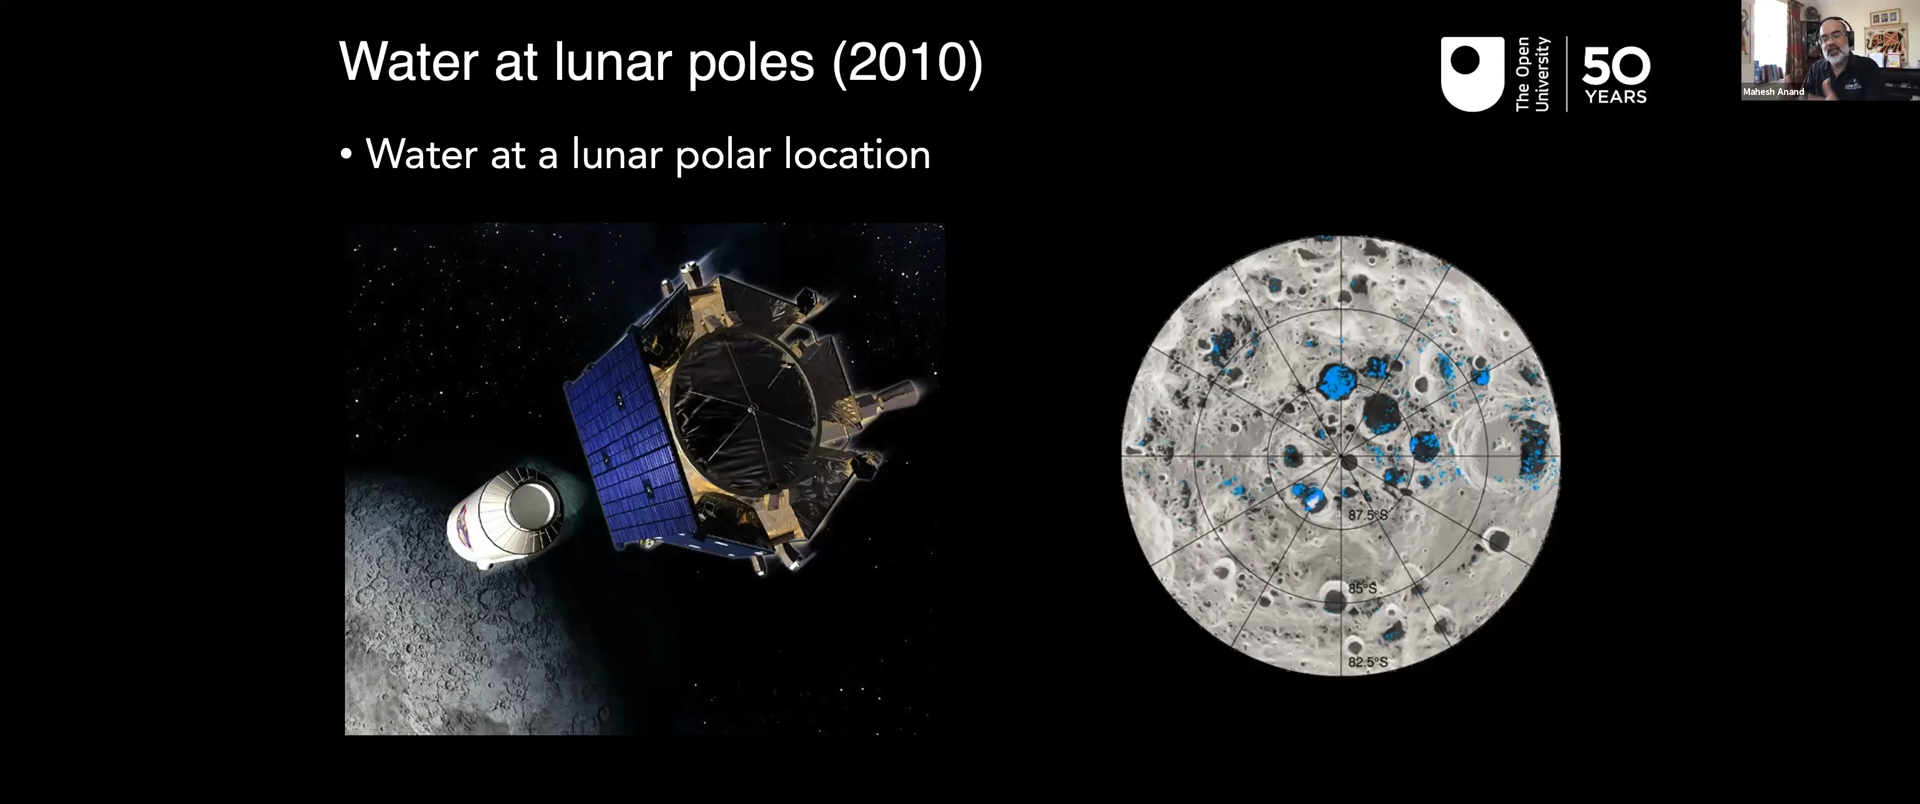 Water at lunar poles (2010)
• Water at a lunar polar location
The Open
University
50
YEARS
Mahesh Anand
87.5°S
85°S
82.5°S